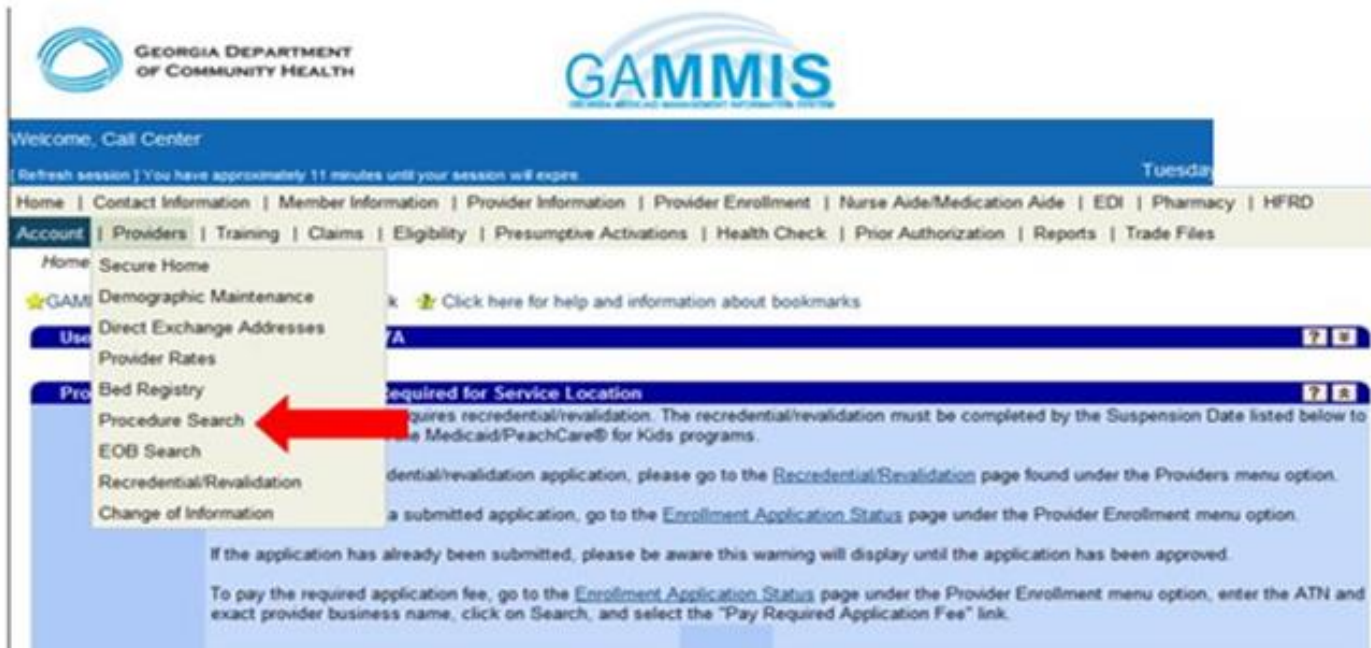 GEORGIA DEPARTMENT
OF COMMUNITY HEALTH
GAMMIS
GEORGIA MEDICAID MANAGEMENT INFORMATION SYSTEM
Welcome, Call Center
[ Refresh session ] You have approximately 11 minutes until your session will expire.
Tuesday
Home | Contact Information | Member Information | Provider Information | Provider Enrollment | Nurse Aide/Medication Aide | EDI | Pharmacy | HFRD
Account | Providers | Training | Claims | Eligibility | Presumptive Activations | Health Check | Prior Authorization | Reports | Trade Files
Home
Secure Home
GAM
Demographic Maintenance
k
Click here for help and information about bookmarks
Direct Exchange Addresses
Use
/A
? 
Provider Rates
Bed Registry
Pro
equired for Service Location
?
Procedure Search
quires recredential/revalidation. The recredential/revalidation must be completed by the Suspension Date listed below to
the Medicaid/PeachCare® for Kids programs.
EOB Search
Recredential/Revalidation
dential/revalidation application, please go to the Recredential/Revalidation page found under the Providers menu option.
Change of Information
a submitted application, go to the Enrollment Application Status page under the Provider Enrollment menu option.
If the application has already been submitted, please be aware this warning will display until the application has been approved.
To pay the required application fee, go to the Enrollment Application Status page under the Provider Enrollment menu option, enter the ATN and
exact provider business name, click on Search, and select the "Pay Required Application Fee" link.